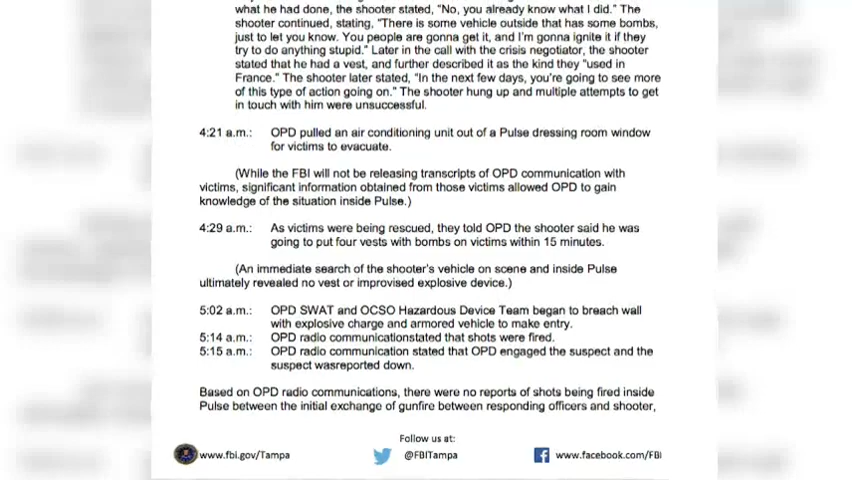 what he had done, the shooter stated, "No, you already know what I did." The
shooter continued, stating, "There is some vehicle outside that has some bombs,
just to let you know. You people are gonna get it, and I'm gonna ignite it if they
try to do anything stupid." Later in the call with the crisis negotiator, the shooter
stated that he had a vest, and further described it as the kind they "used in
France." The shooter later stated, "In the next few days, you're going to see more
of this type of action going on." The shooter hung up and multiple attempts to get
in touch with him were unsuccessful.
4:21 a.m.: OPD pulled an air conditioning unit out of a Pulse dressing room window
for victims to evacuate.
(While the FBI will not be releasing transcripts of OPD communication with
victims, significant information obtained from those victims allowed OPD to gain
knowledge of the situation inside Pulse.)
4:29 a.m.: As victims were being rescued, they told OPD the shooter said he was
going to put four vests with bombs on victims within 15 minutes.
(An immediate search of the shooter's vehicle on scene and inside Pulse
ultimately revealed no vest or improvised explosive device.)
5:02 a.m.: OPD SWAT and OCSO Hazardous Device Team began to breach wall
with explosive charge and armored vehicle to make entry.
5:14 a.m.: OPD radio communicationstated that shots were fired.
5:15 a.m.: OPD radio communication stated that OPD engaged the suspect and the
suspect wasreported down.
Based on OPD radio communications, there were no reports of shots being fired inside
Pulse between the initial exchange of gunfire between responding officers and shooter,
Follow us at:
www.fbi.gov/Tampa @FBITampa www.facebook.com/FBI